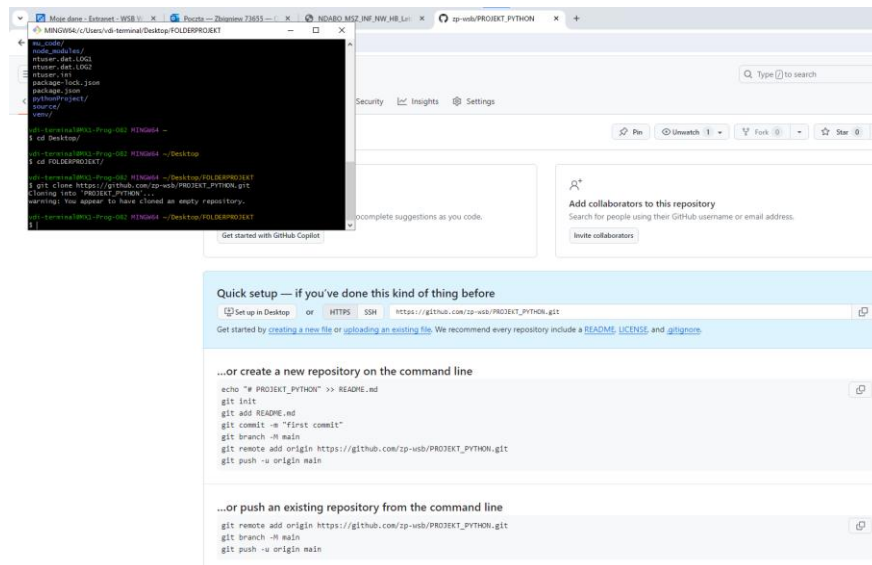 Moje dane - Extranet - WSB
Poczta — Zbigniew 73655 —
NDABO_MSZ_INF_NW_HB_Le
zp-wsb/PROJEKT_PYTHON
MINGW64:/c/Users/vdi-terminal/Desktop/FOLDERPROJEKT
mu_code/
node_modules/
ntuser.dat.LOG1
ntuser.dat.LOG2
ntuser.ini
package-lock.json
package.json
pythonProject/
source/
venv/
MINGW64 ~
$ cd Desktop/
MINGW64 ~/Desktop
$ cd FOLDERPROJEKT/
MINGW64 ~/Desktop/FOLDERPROJEKT
$ git clone https://github.com/zp-wsb/PROJEKT_PYTHON.git
Cloning into 'PROJEKT_PYTHON'...
warning: You appear to have cloned an empty repository.
MINGW64 ~/Desktop/FOLDERPROJEKT
$
Type / to search
Security Insights Settings
Pin Unwatch 1 Fork 0 Star 0
ocomplete suggestions as you code.
Get started with GitHub Copilot
Add collaborators to this repository
Search for people using their GitHub username or email address.
Invite collaborators
Quick setup — if you've done this kind of thing before
Set up in Desktop or HTTPS SSH https://github.com/zp-wsb/PROJEKT_PYTHON.git
Get started by creating a new file or uploading an existing file. We recommend every repository include a README, LICENSE, and .gitignore.
...or create a new repository on the command line
echo "# PROJEKT_PYTHON" >> README.md
git init
git add README.md
git commit -m "first commit"
git branch -M main
git remote add origin https://github.com/zp-wsb/PROJEKT_PYTHON.git
git push -u origin main
...or push an existing repository from the command line
git remote add origin https://github.com/zp-wsb/PROJEKT_PYTHON.git
git branch -M main
git push -u origin main